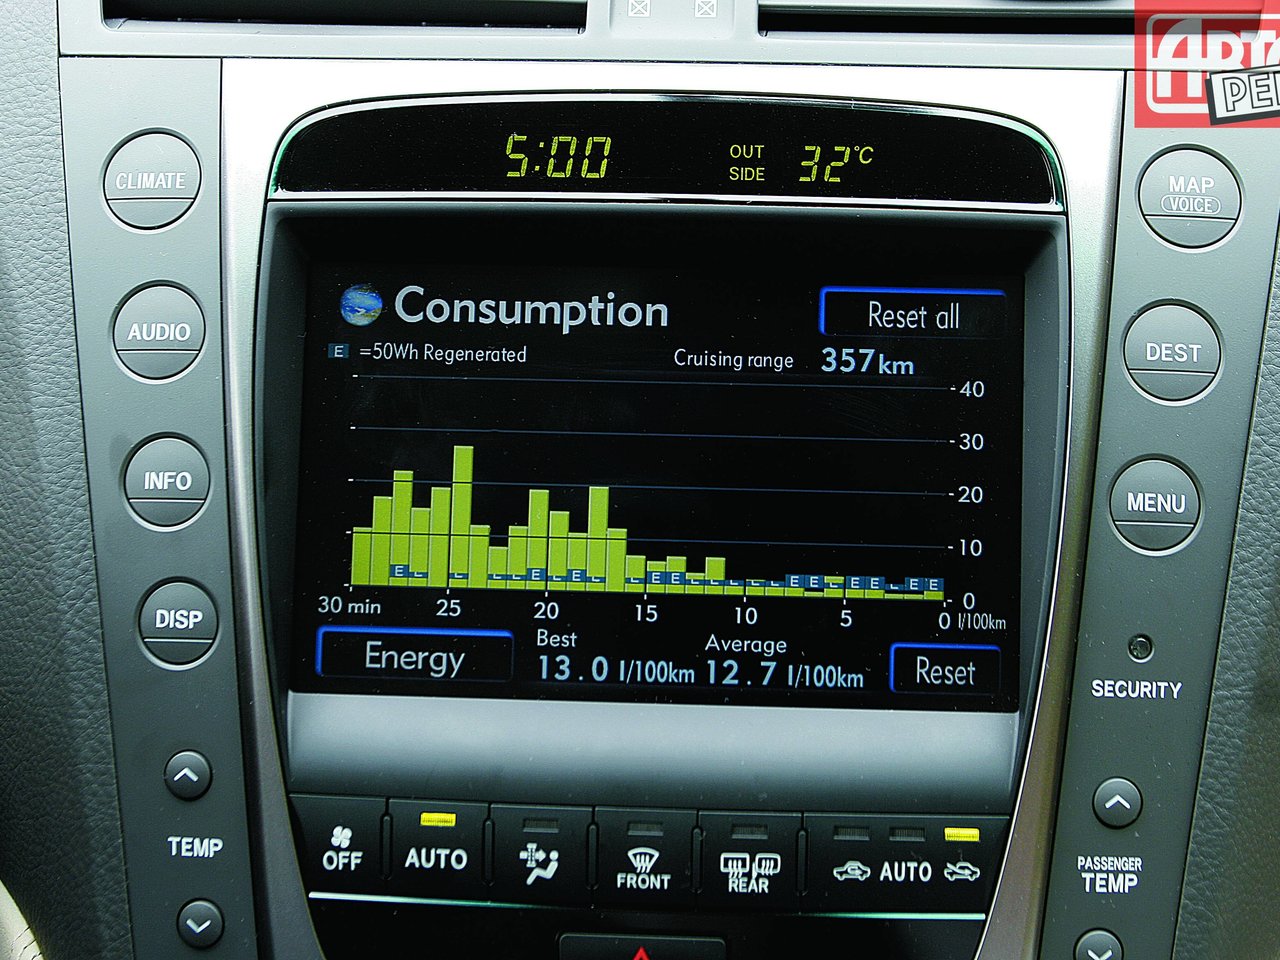 5:00 OUT SIDE 32°C
CLIMATE
AUDIO
INFO
DISP
TEMP
MAP
VOICE
DEST
MENU
SECURITY
PASSENGER
TEMP
Consumption
Reset all
E =50Wh Regenerated
Cruising range 357km
40
30
20
10
0
30 min 25 20 15 10 5 0 l/100km
Energy
Best
13.0 l/100km
Average
12.7 l/100km
Reset
OFF
AUTO
FRONT
REAR
AUTO